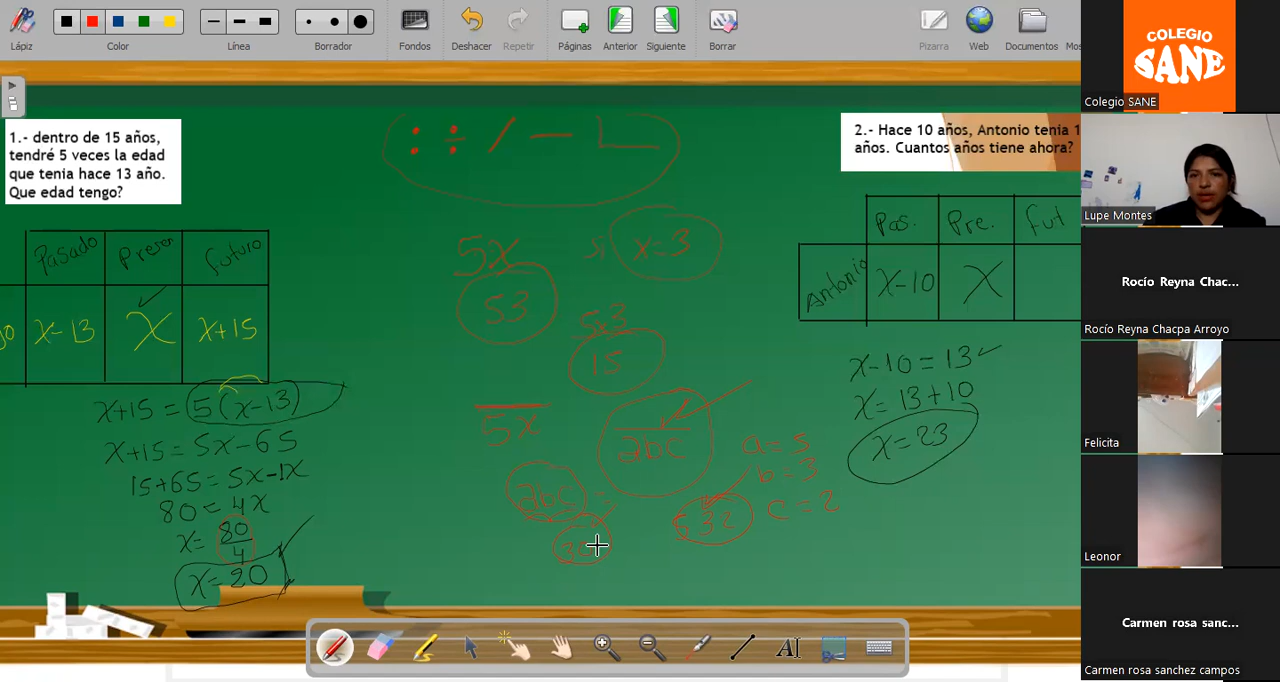 Lápiz
Color
Línea
Borrador
Fondos
Deshacer
Repetir
Páginas
Anterior
Siguiente
Borrar
Pizarra
Web
Documentos
1.- dentro de 15 años,
tendré 5 veces la edad
que tenia hace 13 año.
Que edad tengo?
Pasado
futuro
x-13
x
x+15
x+15 = 5(x-13)
x+15 = 5x-65
15+65 = 5x-1x
80 = 4x
x = 80/4
x = 20
: ÷ / —
5x
si x=3
53
5x3
15
5x
abc
a = 5
b = 3
c = 2
abc =
532
2.- Hace 10 años, Antonio tenia 1
años. Cuantos años tiene ahora?
Pas.
Pre.
Fut
Antonio
x-10
x
x-10 = 13
x = 13+10
x = 23
COLEGIO
SANE
Colegio SANE
Lupe Montes
Rocío Reyna Chac...
Rocío Reyna Chacpa Arroyo
Felicita
Leonor
Carmen rosa sanc...
Carmen rosa sanchez campos
AI